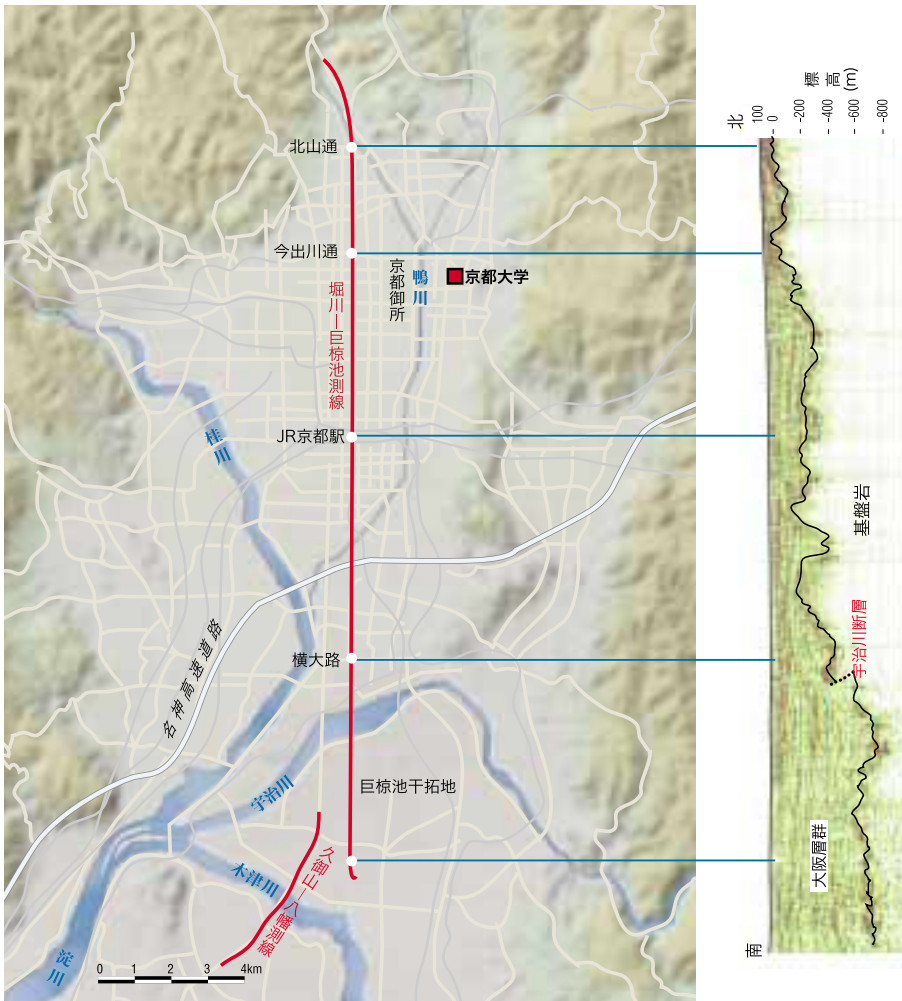 北山通
今出川通
京都御所
鴨川
京都大学
堀川―巨椋池測線
JR京都駅
桂川
名神高速道路
横大路
宇治川
巨椋池干拓地
久御山―八幡測線
木津川
淀川
0 1 2 3 4km
北
標高(m)
100
0
-200
-400
-600
-800
基盤岩
宇治川断層
大阪層群
南